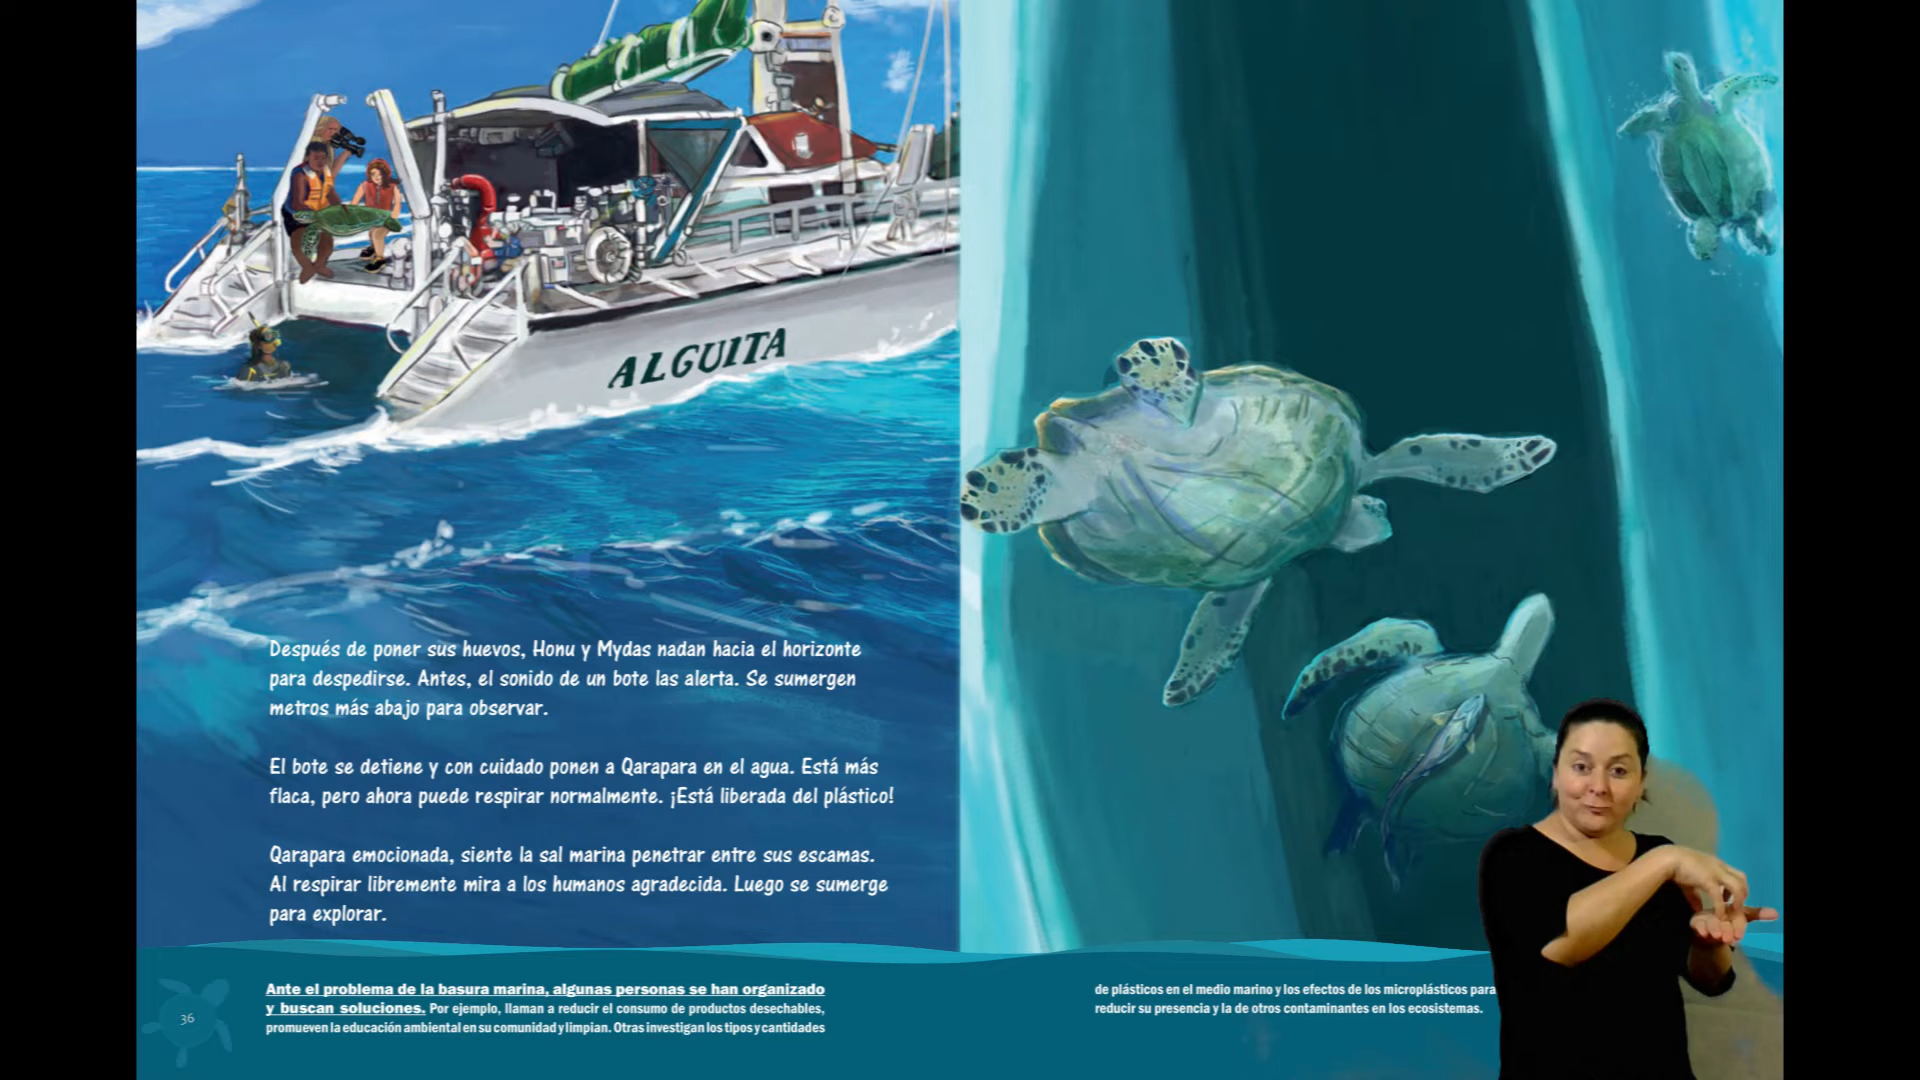 ALGUITA
Después de poner sus huevos, Honu y Mydas nadan hacia el horizonte
para despedirse. Antes, el sonido de un bote las alerta. Se sumergen
metros más abajo para observar.
El bote se detiene y con cuidado ponen a Qarapara en el agua. Está más
flaca, pero ahora puede respirar normalmente. ¡Está liberada del plástico!
Qarapara emocionada, siente la sal marina penetrar entre sus escamas.
Al respirar libremente mira a los humanos agradecida. Luego se sumerge
para explorar.
36
Ante el problema de la basura marina, algunas personas se han organizado
y buscan soluciones. Por ejemplo, llaman a reducir el consumo de productos desechables,
promueven la educación ambiental en su comunidad y limpian. Otras investigan los tipos y cantidades
de plásticos en el medio marino y los efectos de los microplásticos para
reducir su presencia y la de otros contaminantes en los ecosistemas.